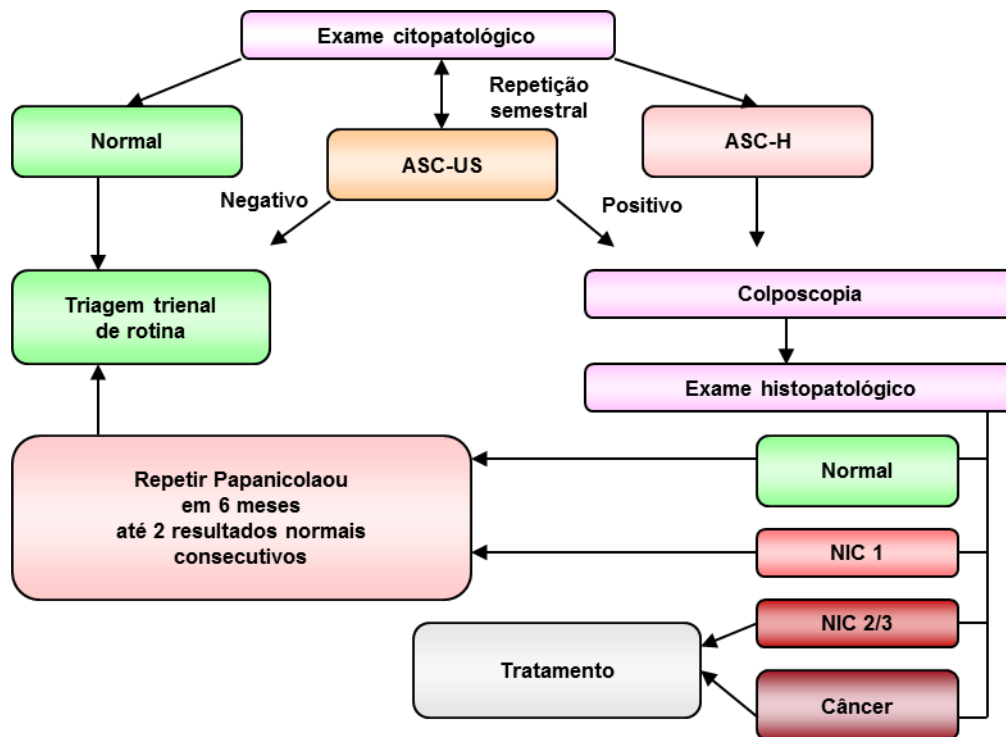 Exame citopatológico
Repetição
semestral
Normal
ASC-US
ASC-H
Negativo
Positivo
Triagem trienal
de rotina
Colposcopia
Exame histopatológico
Repetir Papanicolaou
em 6 meses
até 2 resultados normais
consecutivos
Normal
NIC 1
NIC 2/3
Tratamento
Câncer